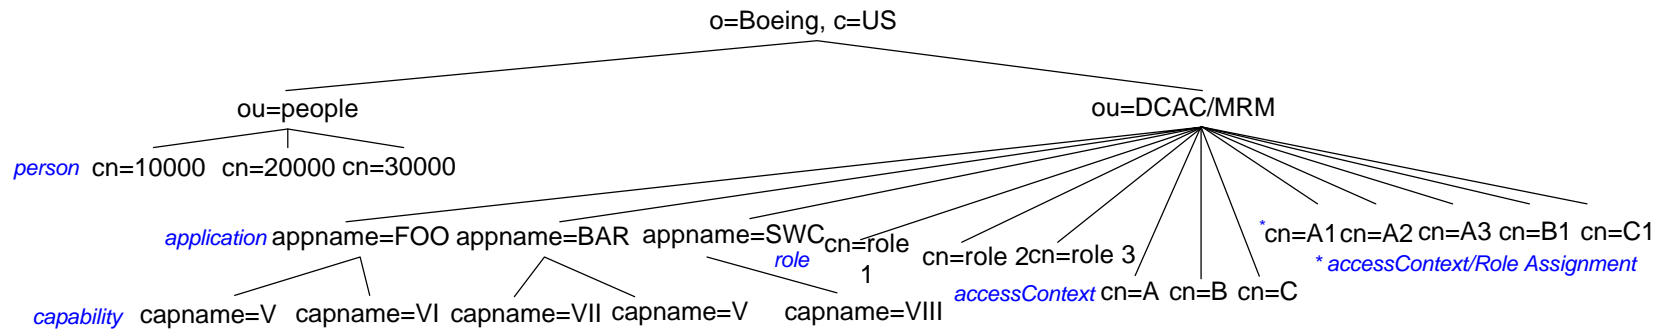 o=Boeing, c=US
ou=people
ou=DCAC/MRM
person cn=10000 cn=20000 cn=30000
application appname=FOO appname=BAR appname=SWC
role
cn=role
1
cn=role 2 cn=role 3
*cn=A1 cn=A2 cn=A3 cn=B1 cn=C1
* accessContext/Role Assignment
accessContext cn=A cn=B cn=C
capability capname=V capname=VI capname=VII capname=V capname=VIII